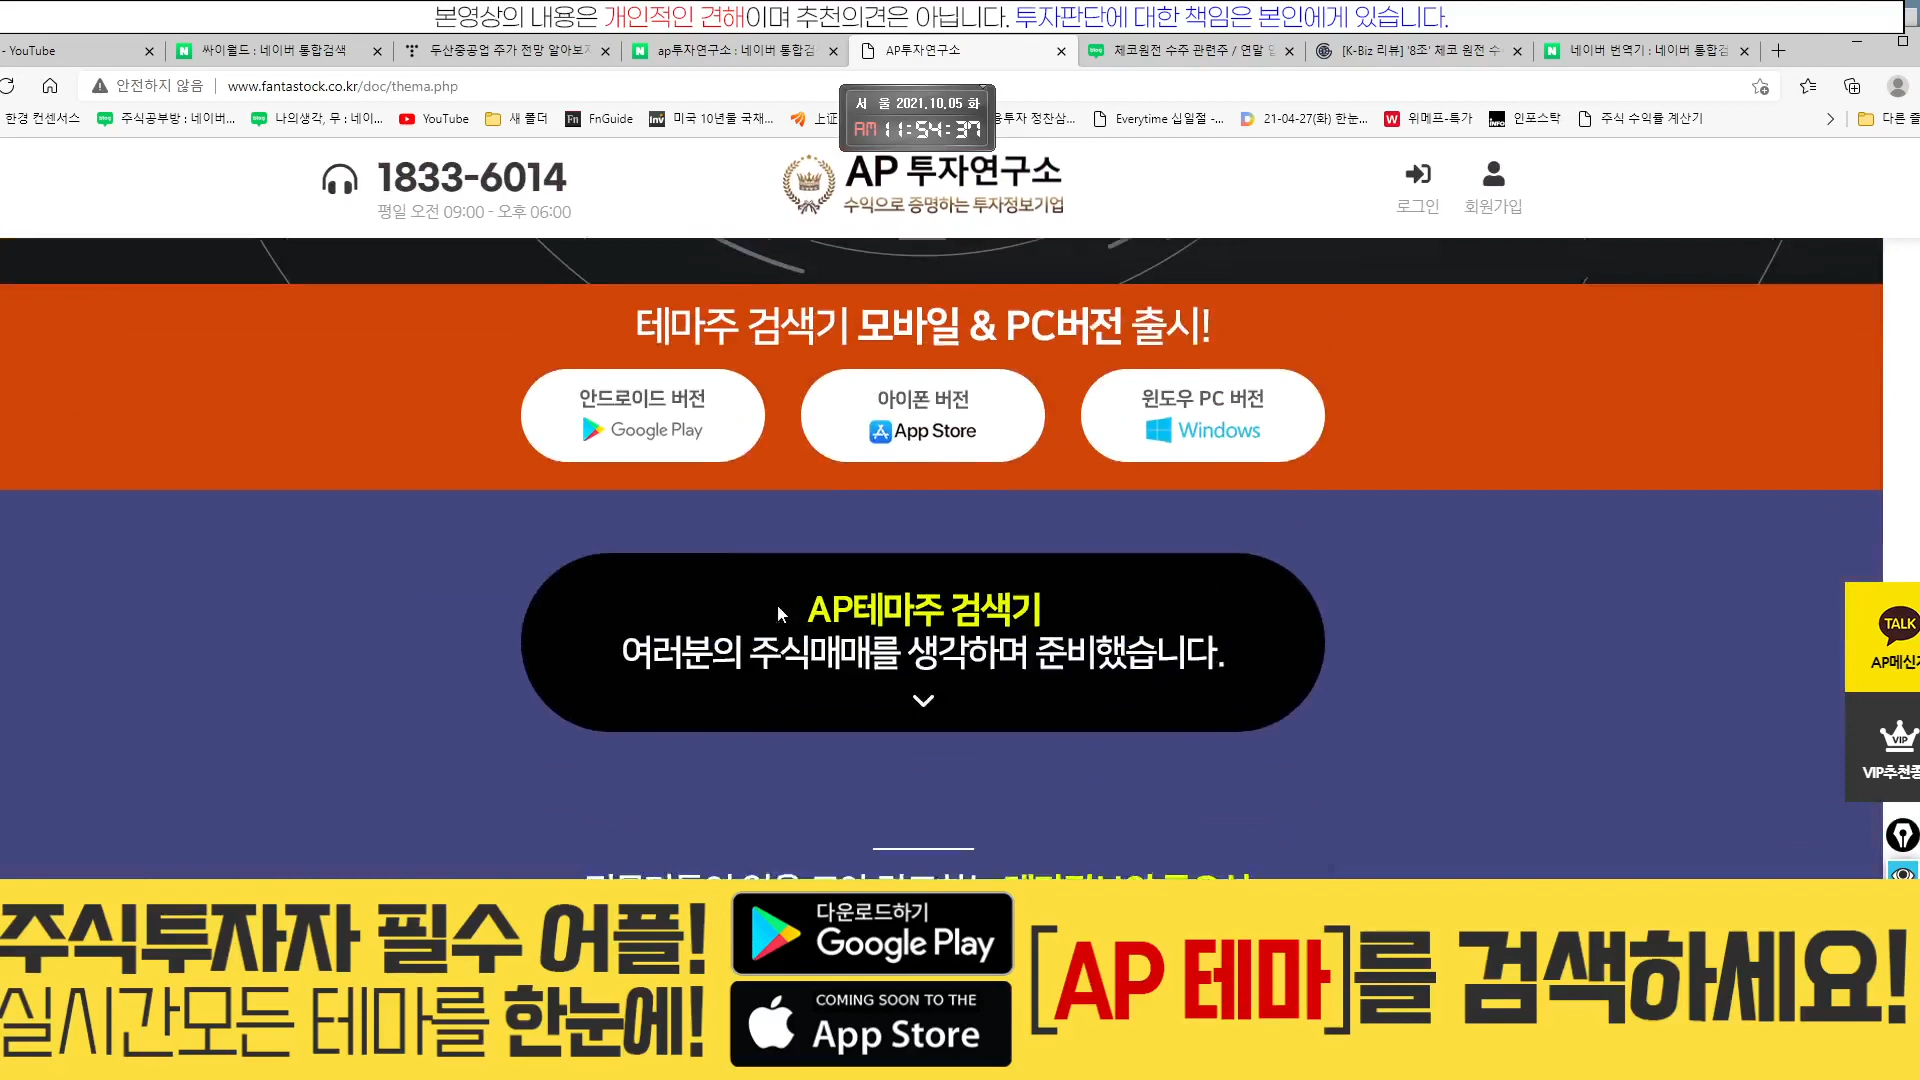 본영상의 내용은 개인적인 견해이며 추천의견은 아닙니다. 투자판단에 대한 책임은 본인에게 있습니다.
- YouTube
싸이월드 : 네이버 통합검색
두산중공업 주가 전망 알아보자
ap투자연구소 : 네이버 통합검
AP투자연구소
체코원전 수주 관련주 / 연말
[K-Biz 리뷰] '8조' 체코 원전 수
네이버 번역기 : 네이버 통합검
안전하지 않음
www.fantastock.co.kr/doc/thema.php
한경 컨센서스
주식공부방 : 네이버...
나의생각, 무 : 네이...
YouTube
새 폴더
FnGuide
미국 10년물 국채...
Everytime 십일절 -...
21-04-27(화) 한눈...
위메프-특가
인포스탁
주식 수익률 계산기
서 울 2021.10.05 화
AM 11:54:37
1833-6014
평일 오전 09:00 - 오후 06:00
AP 투자연구소
수익으로 증명하는 투자정보기업
로그인
회원가입
테마주 검색기 모바일 & PC버전 출시!
안드로이드 버전
Google Play
아이폰 버전
App Store
윈도우 PC 버전
Windows
AP테마주 검색기
여러분의 주식매매를 생각하며 준비했습니다.
TALK
AP메신저
VIP
VIP추천종
주식투자자 필수 어플!
실시간모든 테마를 한눈에!
다운로드하기
Google Play
COMING SOON TO THE
App Store
[AP 테마]를 검색하세요!